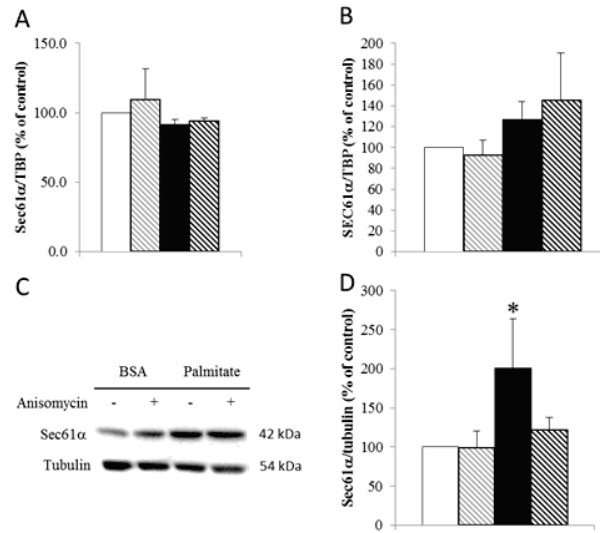 A
Sec61α/TBP (% of control)
150.0
100.0
50.0
0.0
B
SEC61α/TBP (% of control)
200
180
160
140
120
100
80
60
40
20
0
C
BSA Palmitate
Anisomycin - + - +
Sec61α 42 kDa
Tubulin 54 kDa
D
Sec61α/tubulin (% of control)
300
250
200
150
100
50
0
*